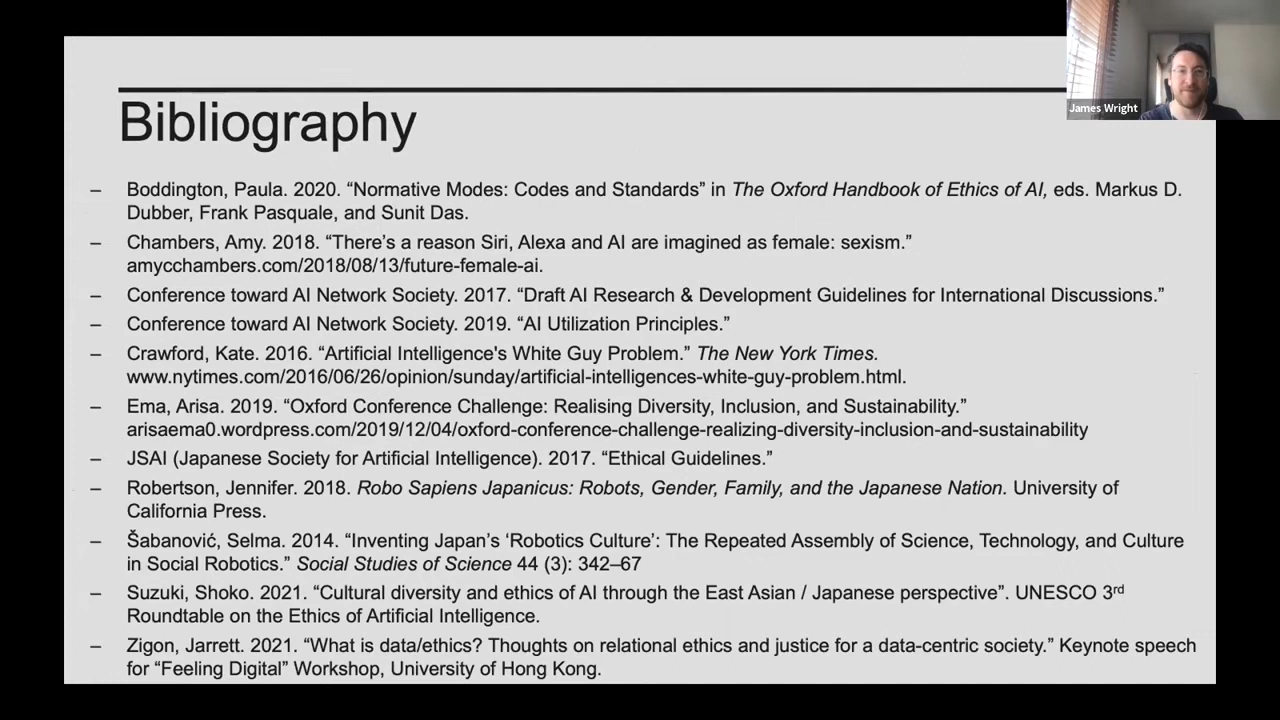 James Wright
Bibliography
– Boddington, Paula. 2020. “Normative Modes: Codes and Standards” in The Oxford Handbook of Ethics of AI, eds. Markus D.
Dubber, Frank Pasquale, and Sunit Das.
– Chambers, Amy. 2018. “There’s a reason Siri, Alexa and AI are imagined as female: sexism.”
amycchambers.com/2018/08/13/future-female-ai.
– Conference toward AI Network Society. 2017. “Draft AI Research & Development Guidelines for International Discussions.”
– Conference toward AI Network Society. 2019. “AI Utilization Principles.”
– Crawford, Kate. 2016. “Artificial Intelligence's White Guy Problem.” The New York Times.
www.nytimes.com/2016/06/26/opinion/sunday/artificial-intelligences-white-guy-problem.html.
– Ema, Arisa. 2019. “Oxford Conference Challenge: Realising Diversity, Inclusion, and Sustainability.”
arisaema0.wordpress.com/2019/12/04/oxford-conference-challenge-realizing-diversity-inclusion-and-sustainability
– JSAI (Japanese Society for Artificial Intelligence). 2017. “Ethical Guidelines.”
– Robertson, Jennifer. 2018. Robo Sapiens Japanicus: Robots, Gender, Family, and the Japanese Nation. University of
California Press.
– Šabanović, Selma. 2014. “Inventing Japan’s ‘Robotics Culture’: The Repeated Assembly of Science, Technology, and Culture
in Social Robotics.” Social Studies of Science 44 (3): 342–67
– Suzuki, Shoko. 2021. “Cultural diversity and ethics of AI through the East Asian / Japanese perspective”. UNESCO 3rd
Roundtable on the Ethics of Artificial Intelligence.
– Zigon, Jarrett. 2021. “What is data/ethics? Thoughts on relational ethics and justice for a data-centric society.” Keynote speech
for “Feeling Digital” Workshop, University of Hong Kong.